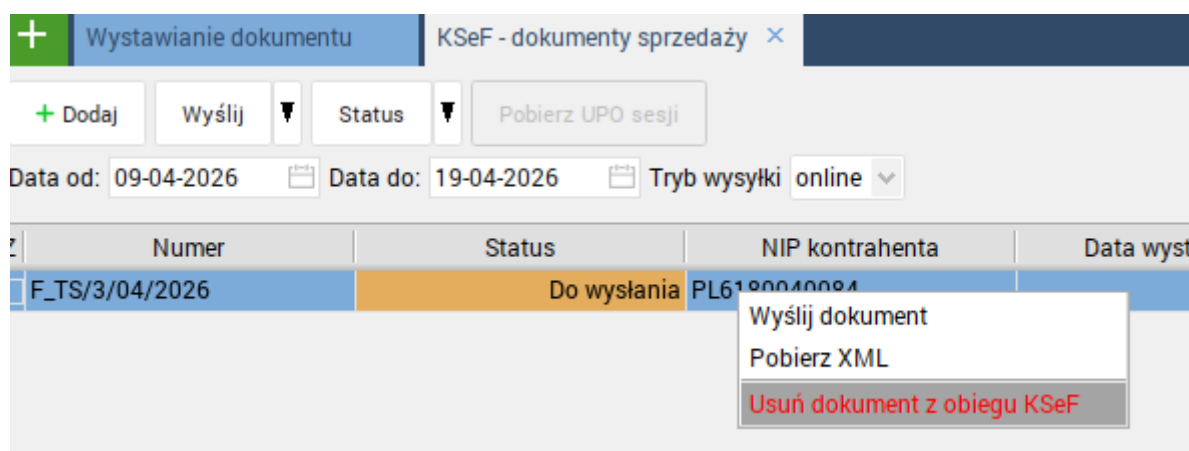 + Wystawianie dokumentu KSeF - dokumenty sprzedaży ×
+ Dodaj Wyślij Status Pobierz UPO sesji
Data od: 09-04-2026 Data do: 19-04-2026 Tryb wysyłki online
Numer Status NIP kontrahenta Data wyst
F_TS/3/04/2026 Do wysłania PL6180040084
Wyślij dokument
Pobierz XML
Usuń dokument z obiegu KSeF